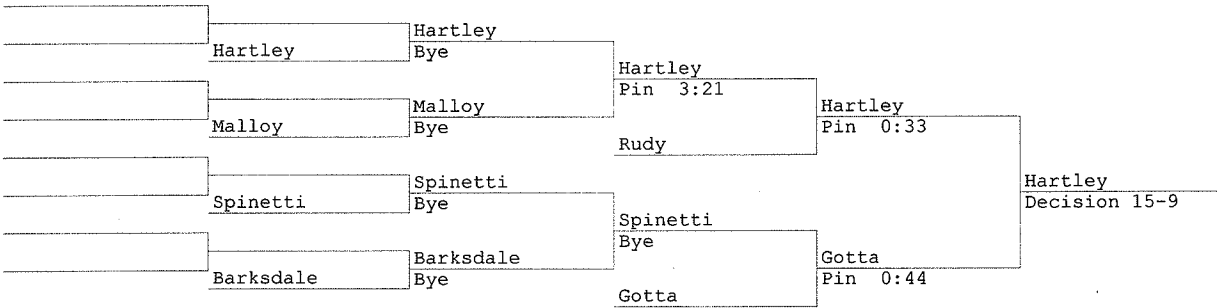 Hartley
Hartley
Bye
Hartley
Pin 3:21
Malloy
Malloy
Bye
Hartley
Pin 0:33
Rudy
Spinetti
Spinetti
Bye
Hartley
Decision 15-9
Spinetti
Bye
Barksdale
Barksdale
Bye
Gotta
Pin 0:44
Gotta